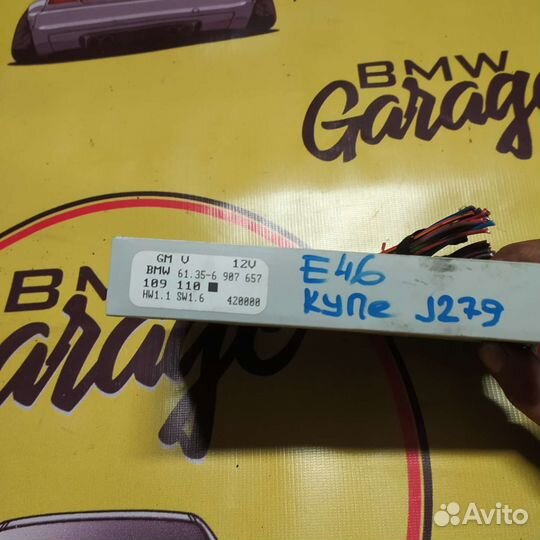 BMW
Garage
GM V 12V
BMW 61.35-6 907 657
109 110
HW1.1 SW1.6 420000
E46
купе J279
BM
Garage
Avito